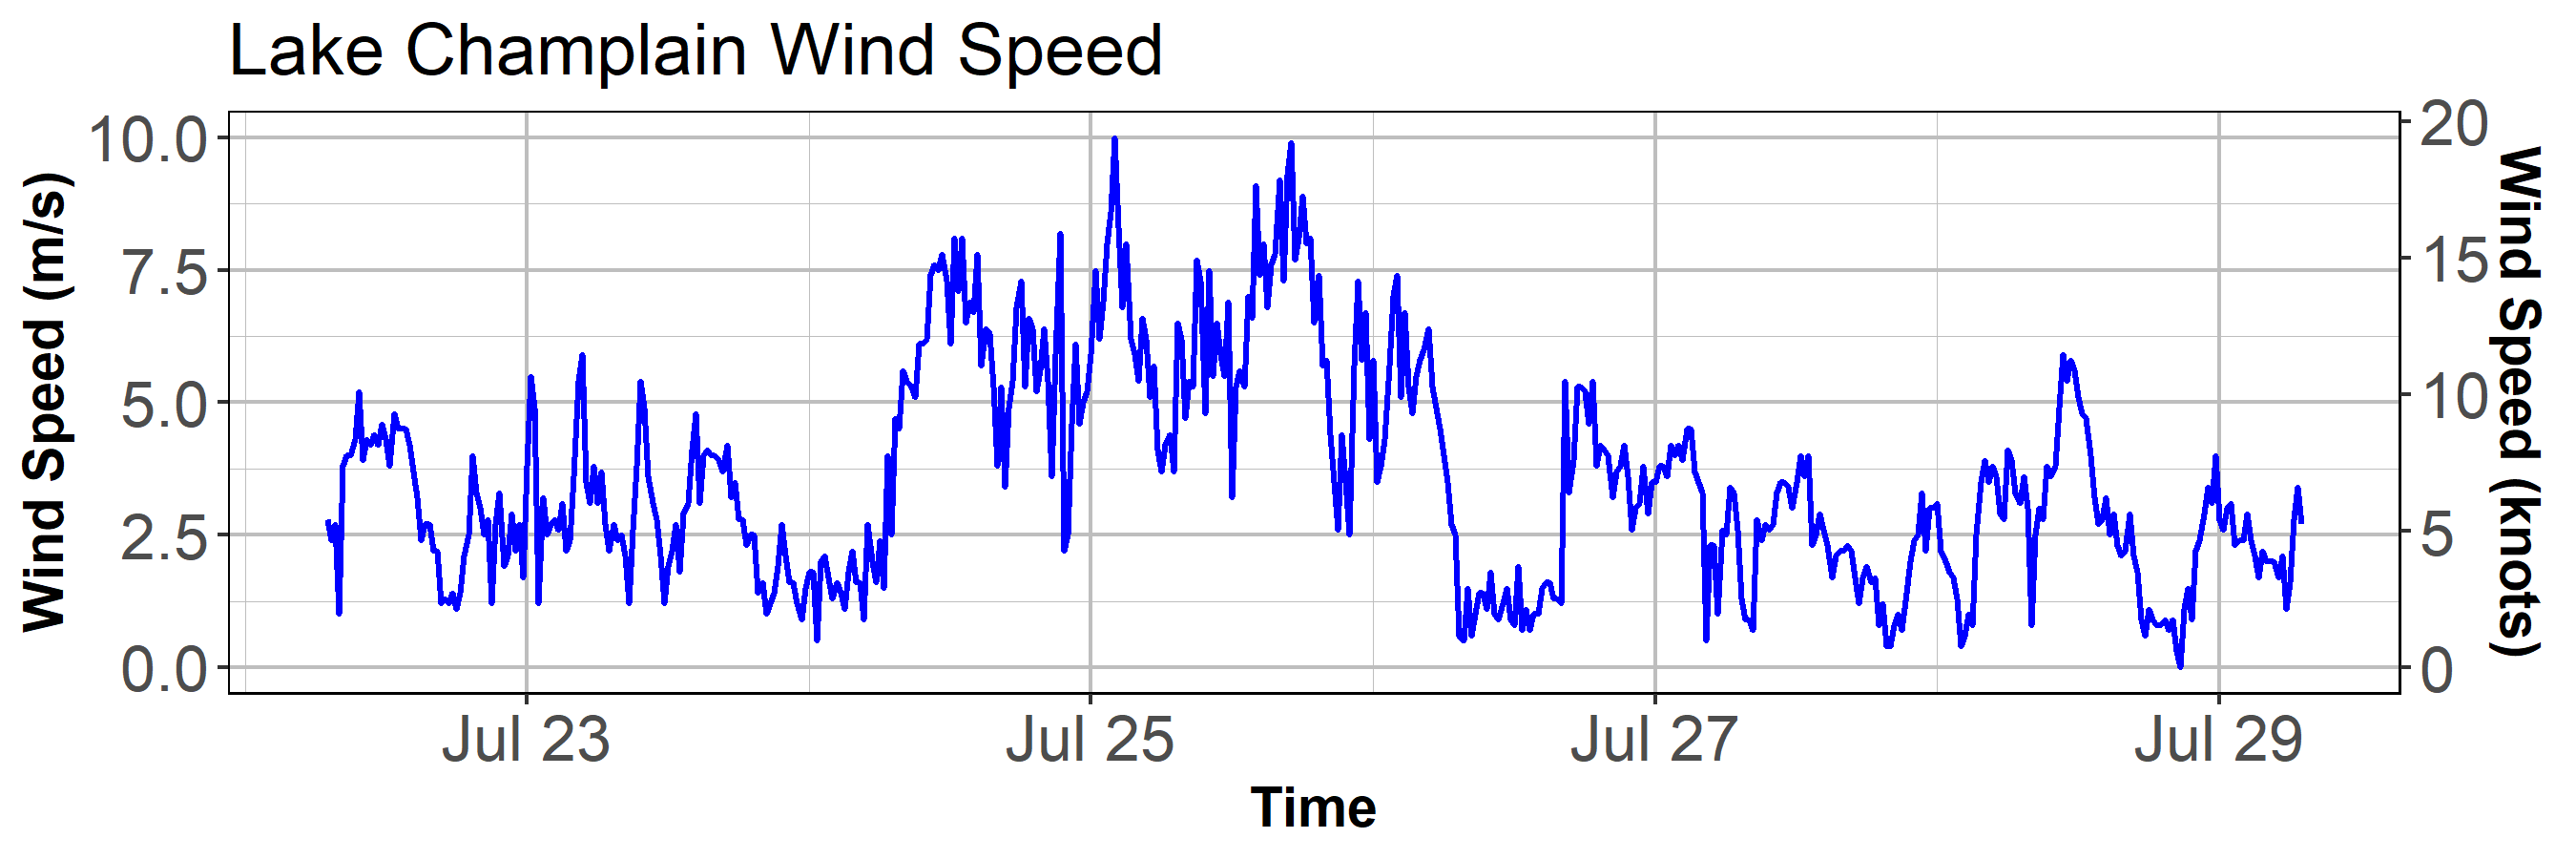 Lake Champlain Wind Speed
Wind Speed (m/s)
10.0
7.5
5.0
2.5
0.0
20
15
10
5
0
Wind Speed (knots)
Jul 23
Jul 25
Jul 27
Jul 29
Time